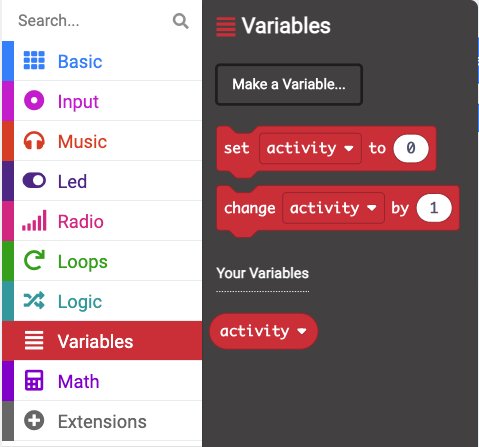 Search...
Basic
Input
Music
Led
Radio
Loops
Logic
Variables
Math
Extensions
Variables
Make a Variable...
set activity to 0
change activity by 1
Your Variables
activity